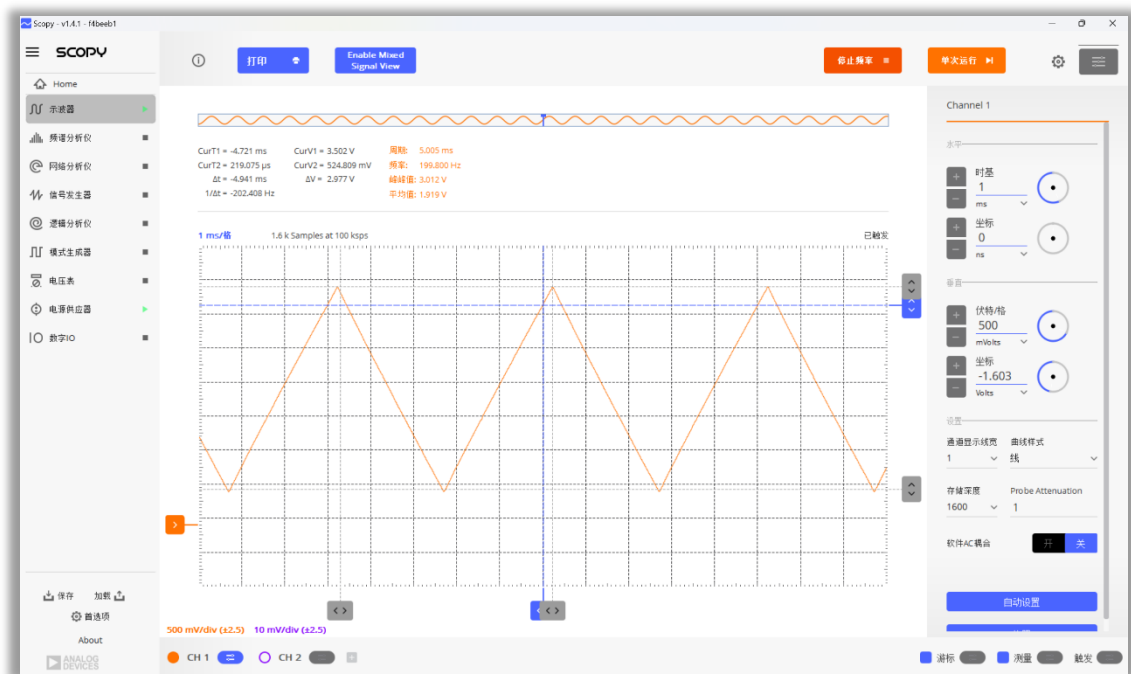 Scopy - v1.4.1 - f4beeb1
SCOPY
Home
示波器
频谱分析仪
网络分析仪
信号发生器
逻辑分析仪
模式生成器
电压表
电源供应器
数字IO
保存 加载
首选项
About
ANALOG
DEVICES
打印
Enable Mixed
Signal View
停止频率
单次运行
CurT1 = -4.721 ms CurV1 = 3.502 V 周期: 5.005 ms
CurT2 = 219.075 µs CurV2 = 524.809 mV 频率: 199.800 Hz
Δt = -4.941 ms ΔV = 2.977 V 峰峰值: 3.012 V
1/Δt = -202.408 Hz 平均值: 1.919 V
1 ms/格 1.6 k Samples at 100 ksps 已触发
500 mV/div (±2.5) 10 mV/div (±2.5)
CH 1 CH 2
游标 测量 触发
Channel 1
水平
时基
1
ms
坐标
0
ns
垂直
伏特/格
500
mVolts
坐标
-1.603
Volts
设置
通道显示线宽 曲线样式
1 线
存储深度 Probe Attenuation
1600 1
软件AC耦合 开 关
自动设置